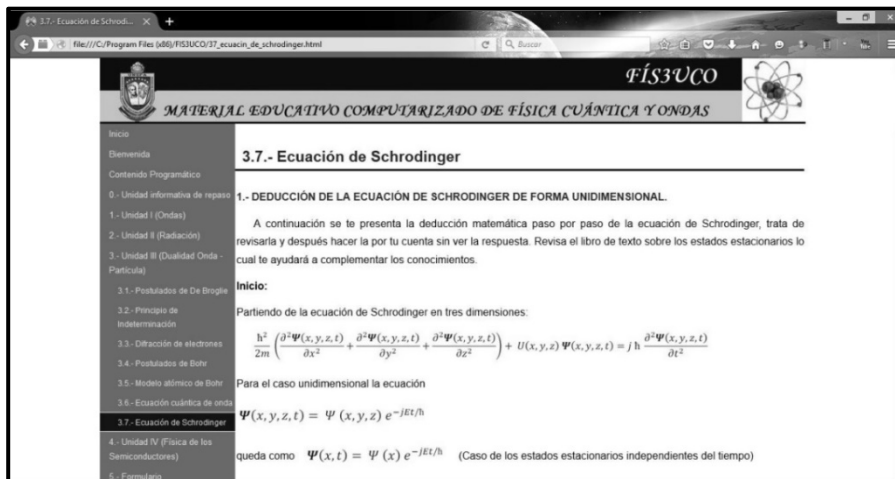 3.7.- Ecuación de Schrodi...
file:///C:/Program Files (x86)/FIS3UCO/37_ecuacin_de_schrodinger.html
Buscar
FÍS3UCO
MATERIAL EDUCATIVO COMPUTARIZADO DE FÍSICA CUÁNTICA Y ONDAS
Inicio
Bienvenida
Contenido Programático
0.- Unidad informativa de repaso
1.- Unidad I (Ondas)
2.- Unidad II (Radiación)
3.- Unidad III (Dualidad Onda -
Partícula)
3.1.- Postulados de De Broglie
3.2.- Principio de
Indeterminación
3.3.- Difracción de electrones
3.4.- Postulados de Bohr
3.5.- Modelo atómico de Bohr
3.6.- Ecuación cuántica de onda
3.7.- Ecuación de Schrodinger
4.- Unidad IV (Física de los
Semiconductores)
5.- Formulario
3.7.- Ecuación de Schrodinger
1.- DEDUCCIÓN DE LA ECUACIÓN DE SCHRODINGER DE FORMA UNIDIMENSIONAL.
A continuación se te presenta la deducción matemática paso por paso de la ecuación de Schrodinger, trata de
revisarla y después hacer la por tu cuenta sin ver la respuesta. Revisa el libro de texto sobre los estados estacionarios lo
cual te ayudará a complementar los conocimientos.
Inicio:
Partiendo de la ecuación de Schrodinger en tres dimensiones:
ħ²/2m (∂²Ψ(x,y,z,t)/∂x² + ∂²Ψ(x,y,z,t)/∂y² + ∂²Ψ(x,y,z,t)/∂z²) + U(x,y,z) Ψ(x,y,z,t) = j ħ ∂²Ψ(x,y,z,t)/∂t²
Para el caso unidimensional la ecuación
Ψ(x,y,z,t) = Ψ (x,y,z) e^(-jEt/ħ)
queda como Ψ(x,t) = Ψ (x) e^(-jEt/ħ) (Caso de los estados estacionarios independientes del tiempo)